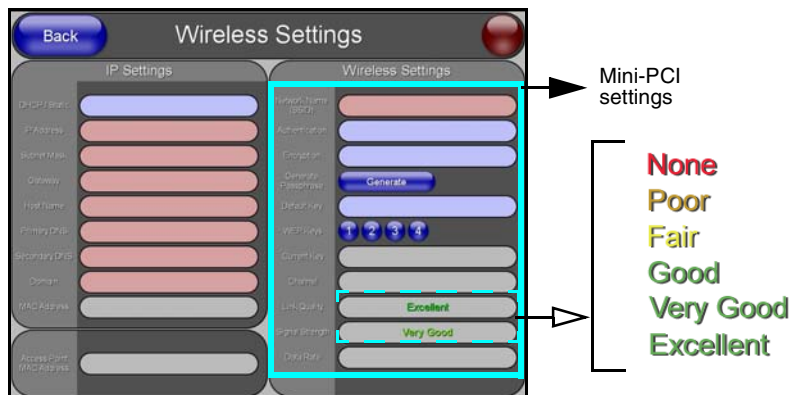 Back
Wireless Settings
IP Settings
DHCP / Static
IP Address
Subnet Mask
Gateway
Host Name
Primary DNS
Secondary DNS
Domain
MAC Address
Access Point
MAC Address
Wireless Settings
Network Name
(SSID)
Authentication
Encryption
Generate
Passphrase
Generate
Default Key
WEP Keys
1 2 3 4
Current Key
Channel
Link Quality
Excellent
Signal Strength
Very Good
Data Rate
Mini-PCI
settings
None
Poor
Fair
Good
Very Good
Excellent